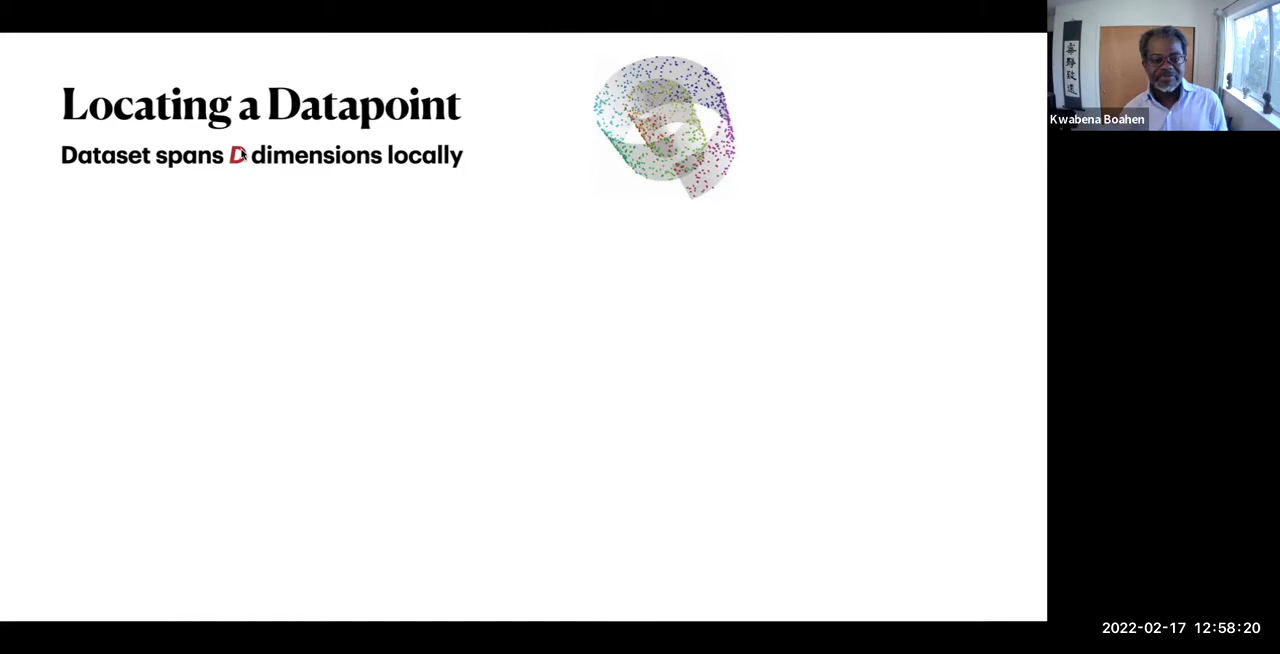 Locating a Datapoint
Dataset spans D dimensions locally
Kwabena Boahen
2022-02-17 12:58:20